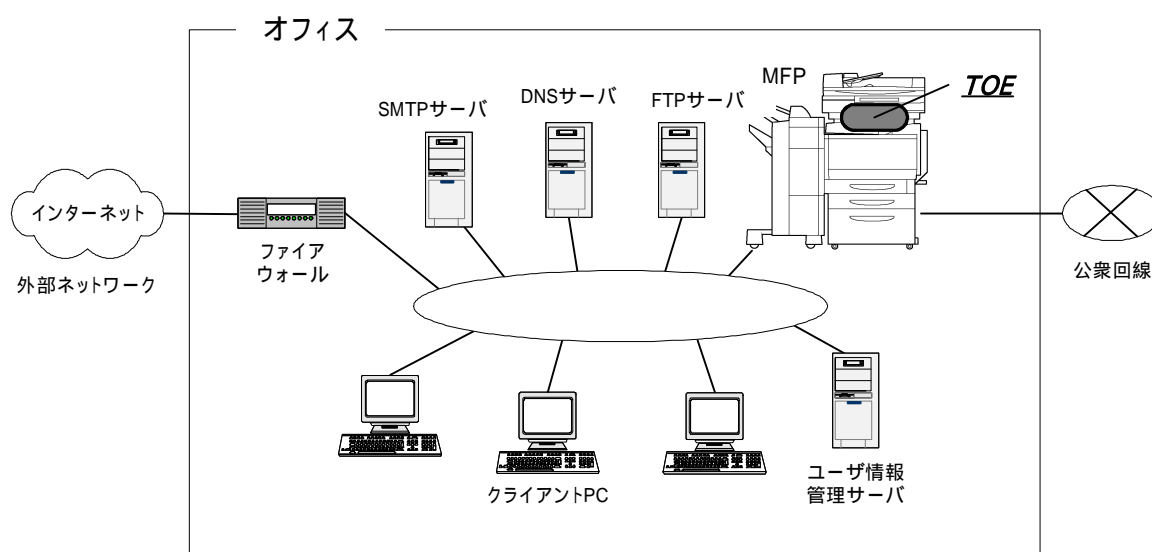 オフィス
MFP
TOE
SMTPサーバ
DNSサーバ
FTPサーバ
インターネット
外部ネットワーク
ファイア
ウォール
公衆回線
クライアントPC
ユーザ情報
管理サーバ